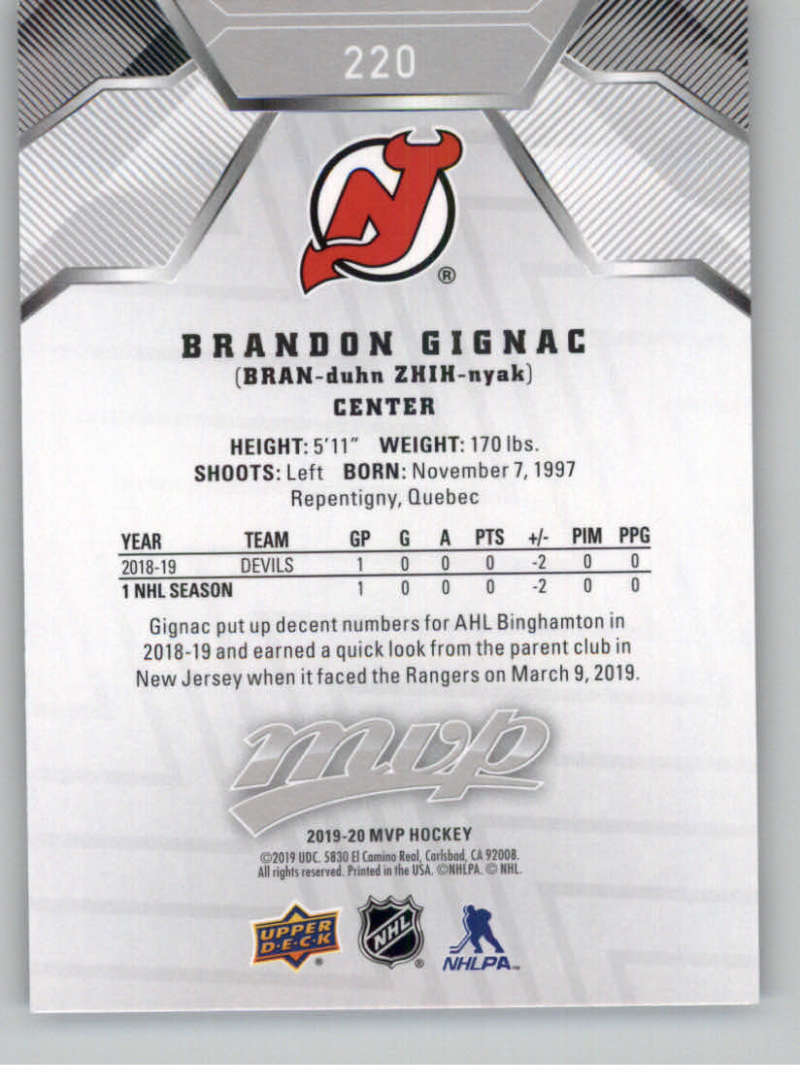 220
®
BRANDON GIGNAC
(BRAN-duhn ZHIH-nyak)
CENTER
HEIGHT: 5'11" WEIGHT: 170 lbs.
SHOOTS: Left BORN: November 7, 1997
Repentigny, Quebec
YEAR TEAM GP G A PTS +/- PIM PPG
2018-19 DEVILS 1 0 0 0 -2 0 0
1 NHL SEASON 1 0 0 0 -2 0 0
Gignac put up decent numbers for AHL Binghamton in
2018-19 and earned a quick look from the parent club in
New Jersey when it faced the Rangers on March 9, 2019.
mvp
2019-20 MVP HOCKEY
©2019 UDC. 5830 El Camino Real, Carlsbad, CA 92008.
All rights reserved. Printed in the USA. ©NHLPA. © NHL.
UPPER D·E·C·K ® NHL ® NHLPA™